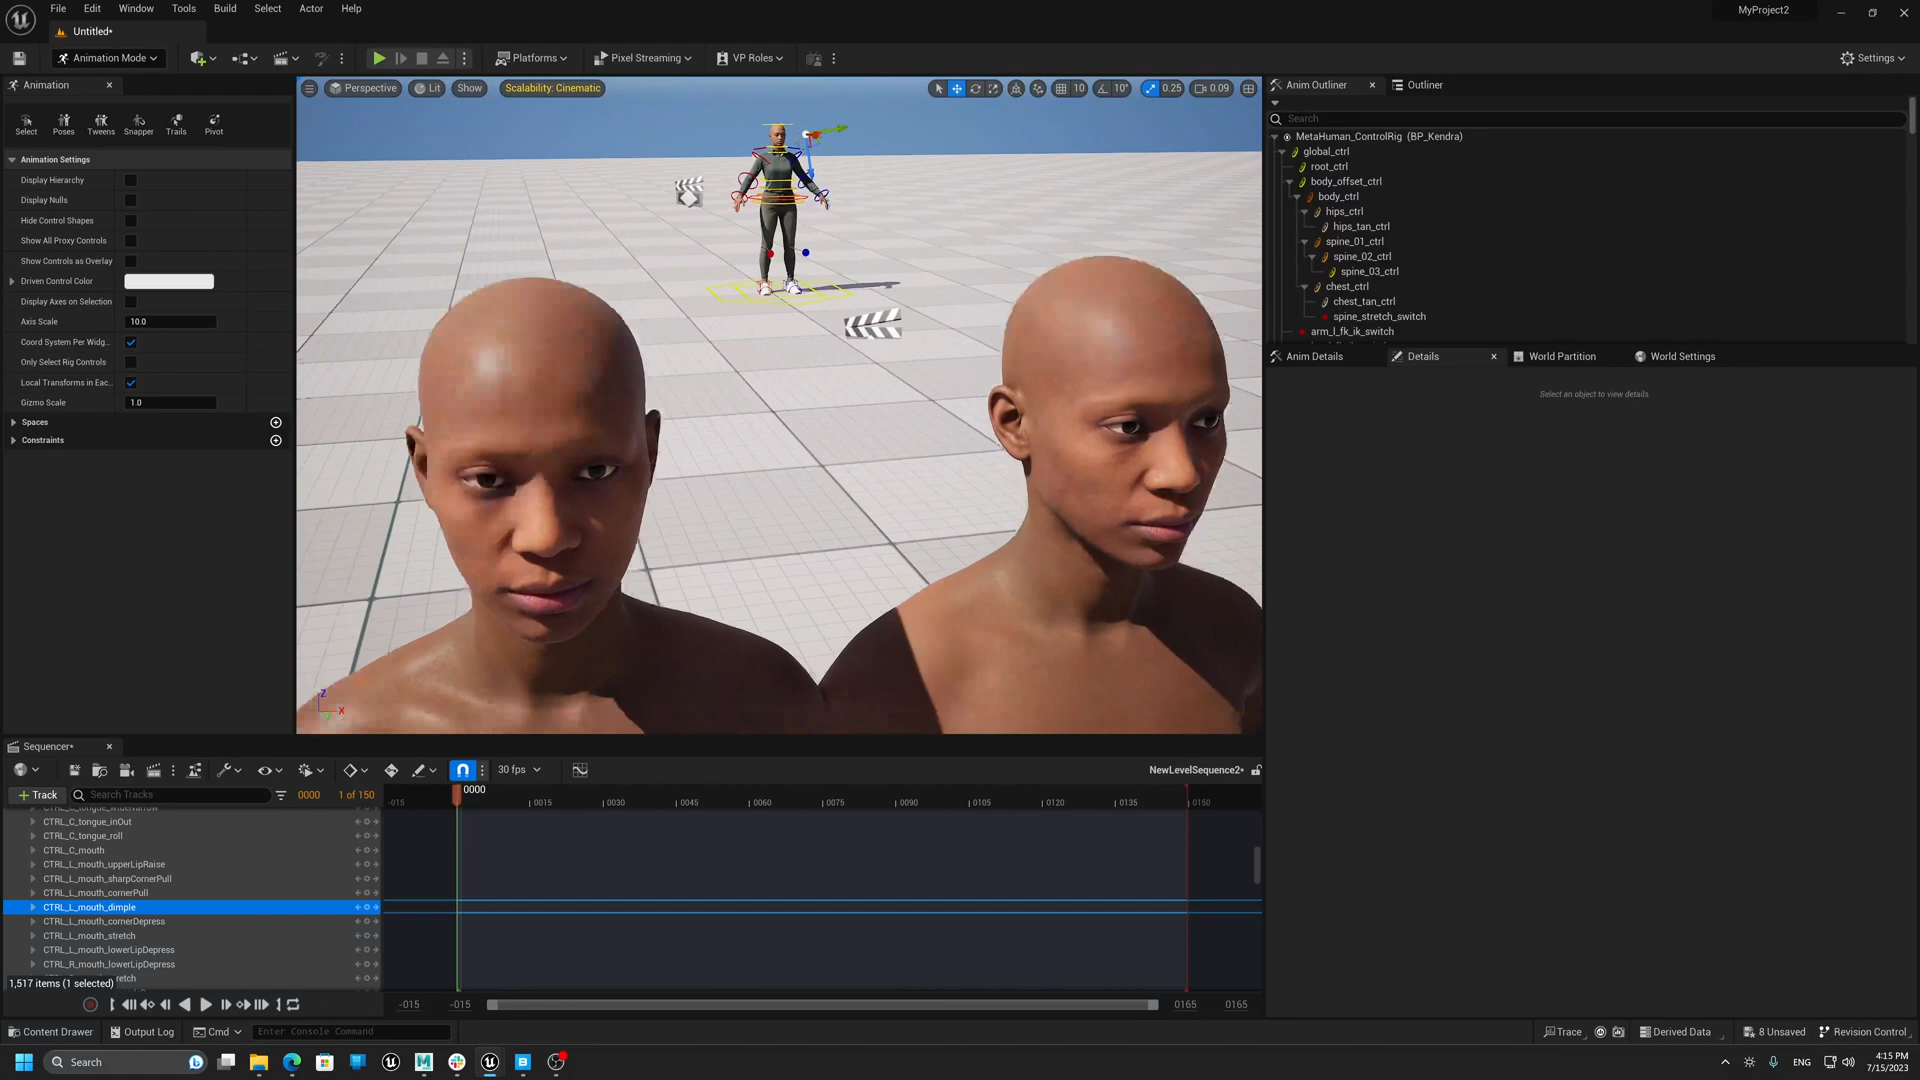 File Edit Window Tools Build Select Actor Help
MyProject2
Untitled*
Animation Mode
Platforms
Pixel Streaming
VP Roles
Settings
Animation
Select Poses Tweens Snapper Trails Pivot
Animation Settings
Display Hierarchy
Display Nulls
Hide Control Shapes
Show All Proxy Controls
Show Controls as Overlay
Driven Control Color
Display Axes on Selection
Axis Scale 10.0
Coord System Per Widg..
Only Select Rig Controls
Local Transforms in Eac..
Gizmo Scale 1.0
Spaces
Constraints
Perspective Lit Show Scalability: Cinematic
10 10° 0.25 0.09
Z
X
Anim Outliner Outliner
Search
MetaHuman_ControlRig (BP_Kendra)
global_ctrl
root_ctrl
body_offset_ctrl
body_ctrl
hips_ctrl
hips_tan_ctrl
spine_01_ctrl
spine_02_ctrl
spine_03_ctrl
chest_ctrl
chest_tan_ctrl
spine_stretch_switch
arm_l_fk_ik_switch
Anim Details Details World Partition World Settings
Select an object to view details.
Sequencer*
30 fps
NewLevelSequence2*
Track Search Tracks 0000 1 of 150
0000
-015 0015 0030 0045 0060 0075 0090 0105 0120 0135 0150
CTRL_C_tongue_wideNarrow
CTRL_C_tongue_inOut
CTRL_C_tongue_roll
CTRL_C_mouth
CTRL_L_mouth_upperLipRaise
CTRL_L_mouth_sharpCornerPull
CTRL_L_mouth_cornerPull
CTRL_L_mouth_dimple
CTRL_L_mouth_cornerDepress
CTRL_L_mouth_stretch
CTRL_L_mouth_lowerLipDepress
CTRL_R_mouth_lowerLipDepress
1,517 items (1 selected)
-015 -015 0165 0165
Content Drawer Output Log Cmd Enter Console Command
Trace Derived Data 8 Unsaved Revision Control
Search
ENG
4:15 PM
7/15/2023